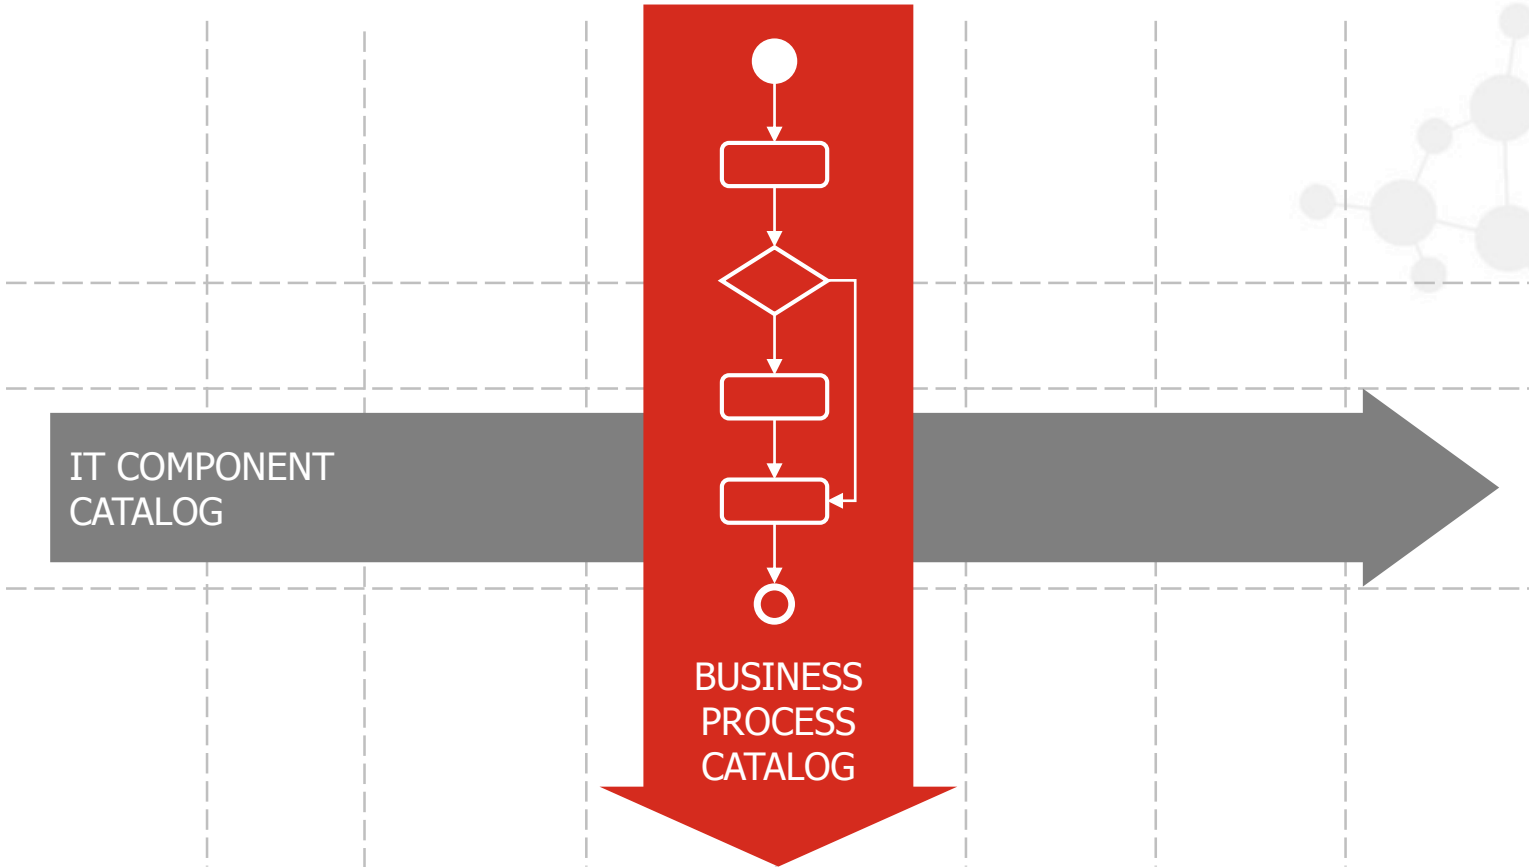 IT COMPONENT
CATALOG
BUSINESS
PROCESS
CATALOG